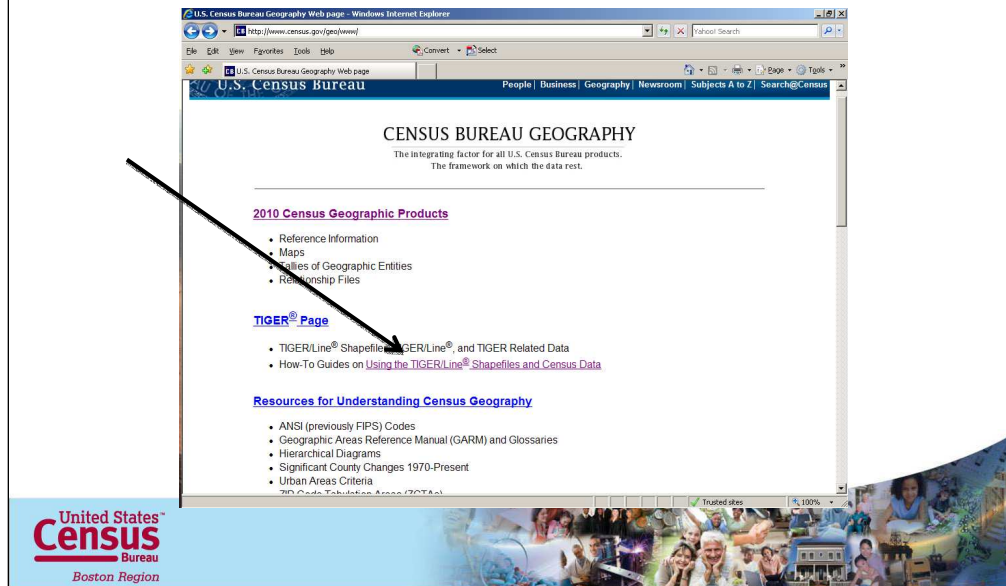 U.S. Census Bureau Geography Web page - Windows Internet Explorer
http://www.census.gov/geo/www/
Yahoo! Search
File Edit View Favorites Tools Help
Convert Select
U.S. Census Bureau Geography Web page
Page Tools
U.S. Census Bureau
People | Business | Geography | Newsroom | Subjects A to Z | Search@Census
CENSUS BUREAU GEOGRAPHY
The integrating factor for all U.S. Census Bureau products.
The framework on which the data rest.
2010 Census Geographic Products
• Reference Information
• Maps
• Tallies of Geographic Entities
• Relationship Files
TIGER® Page
• TIGER/Line® Shapefiles, TIGER/Line®, and TIGER Related Data
• How-To Guides on Using the TIGER/Line® Shapefiles and Census Data
Resources for Understanding Census Geography
• ANSI (previously FIPS) Codes
• Geographic Areas Reference Manual (GARM) and Glossaries
• Hierarchical Diagrams
• Significant County Changes 1970-Present
• Urban Areas Criteria
• ZIP Code Tabulation Areas (ZCTAs)
Trusted sites
100%
United States™
Census
Bureau
Boston Region